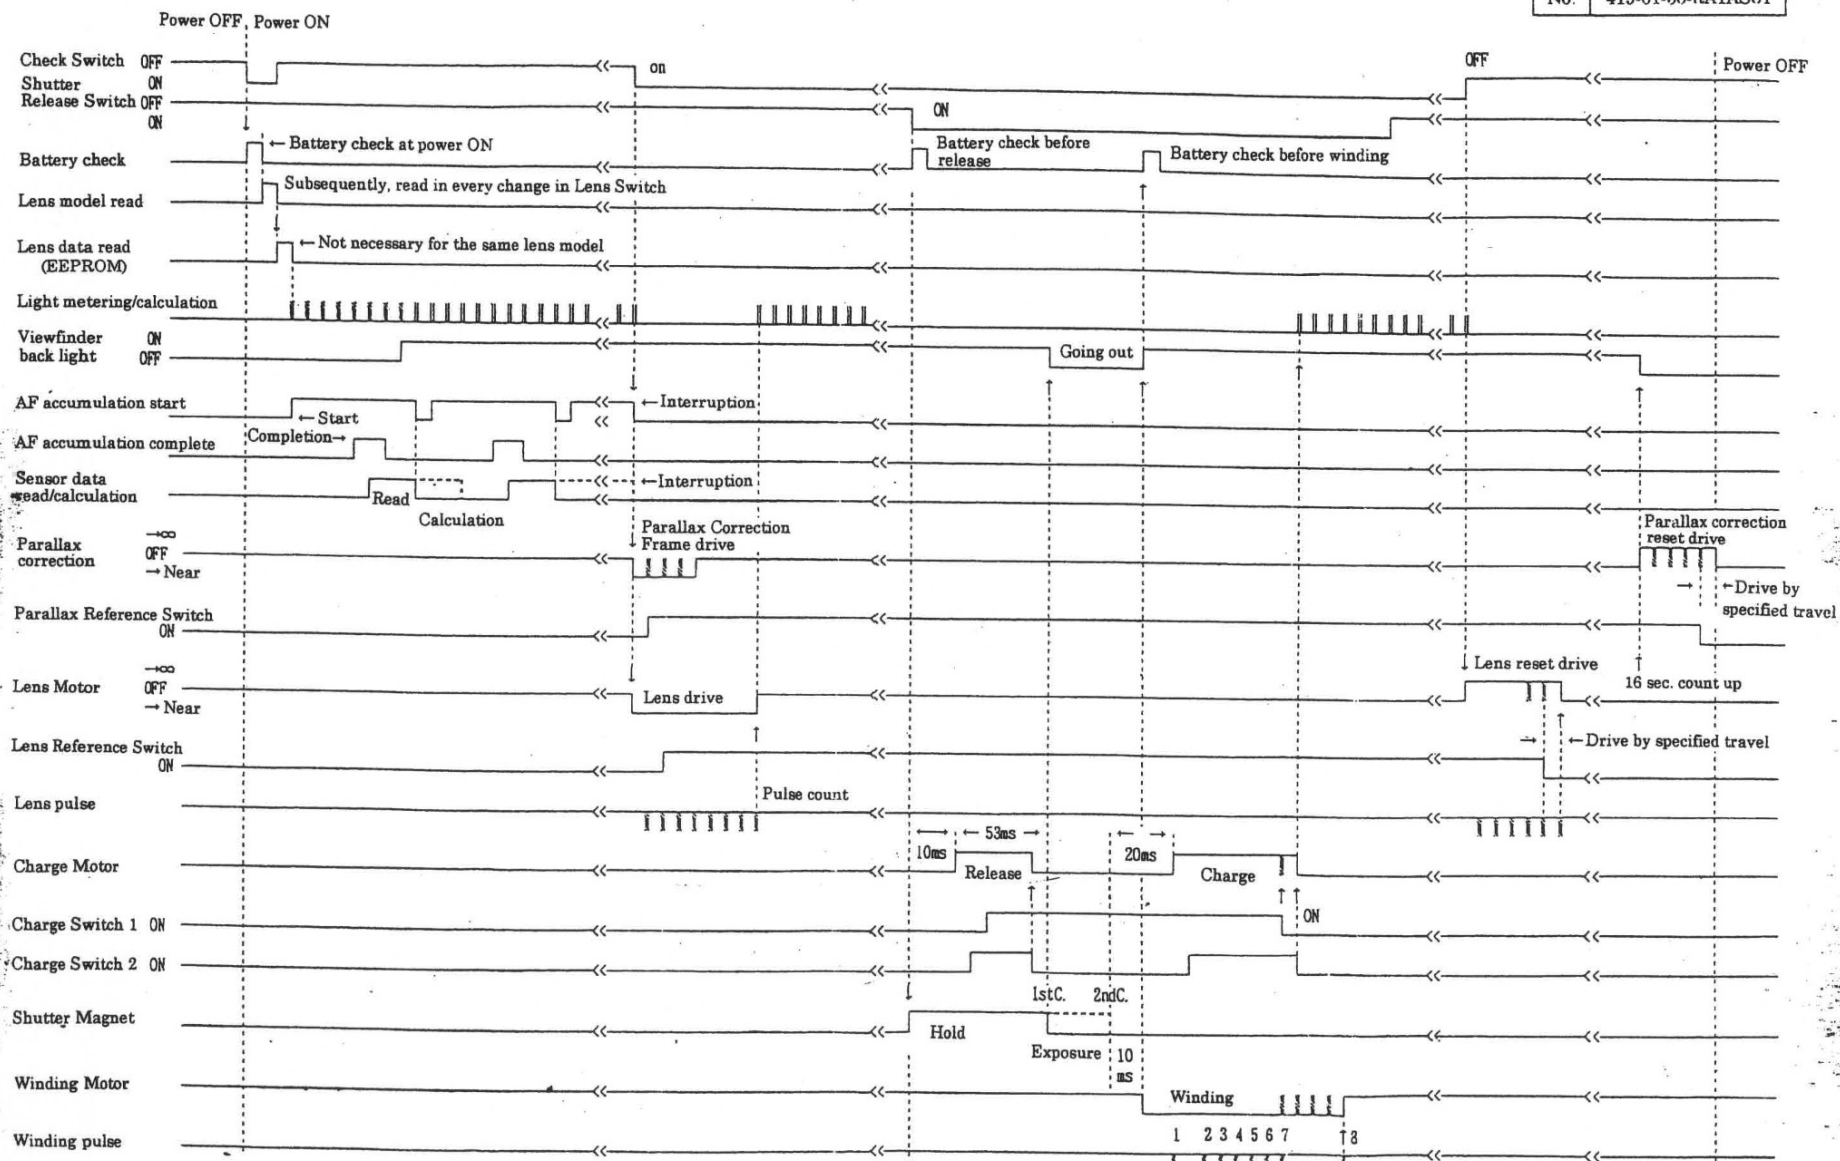 No.
Power OFF Power ON
Check Switch OFF
ON
on
OFF
Power OFF
Shutter
Release Switch OFF
ON
ON
Battery check
←Battery check at power ON
Battery check before
release
Battery check before winding
Lens model read
Subsequently, read in every change in Lens Switch
Lens data read
(EEPROM)
←Not necessary for the same lens model
Light metering/calculation
Viewfinder ON
back light OFF
Going out
AF accumulation start
←Start
←Interruption
AF accumulation complete
Completion→
Sensor data
read/calculation
Read
Calculation
←Interruption
Parallax
correction
→∞
OFF
→Near
Parallax Correction
Frame drive
Parallax correction
reset drive
→ ←Drive by
specified travel
Parallax Reference Switch
ON
Lens Motor
→∞
OFF
→Near
Lens drive
Lens reset drive
16 sec. count up
Lens Reference Switch
ON
→ ←Drive by specified travel
Lens pulse
Pulse count
← 53ms →
10ms
20ms
Charge Motor
Release
Charge
Charge Switch 1 ON
ON
Charge Switch 2 ON
1stC. 2ndC.
Shutter Magnet
Hold
Exposure 10
ms
Winding Motor
Winding
Winding pulse
1 2 3 4 5 6 7 8